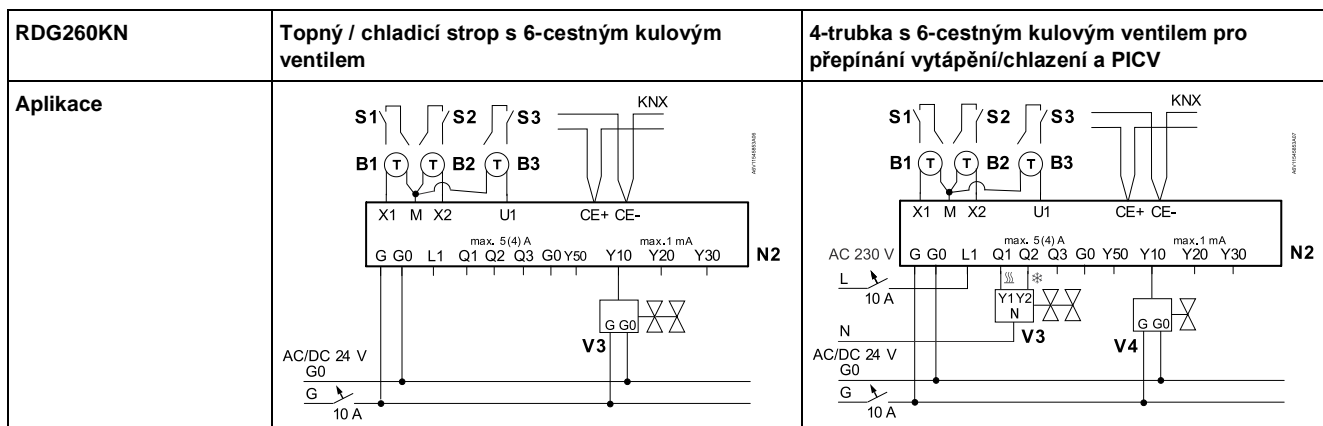 RDG260KN
Topný / chladicí strop s 6-cestným kulovým
ventilem
4-trubka s 6-cestným kulovým ventilem pro
přepínání vytápění/chlazení a PICV
Aplikace
KNX
S1 S2 S3
B1 T T B2 T B3
X1 M X2 U1 CE+ CE-
max. 5(4) A max.1 mA
G G0 L1 Q1 Q2 Q3 G0 Y50 Y10 Y20 Y30 N2
G G0
V3
AC/DC 24 V
G0
G
10 A
KNX
S1 S2 S3
B1 T T B2 T B3
X1 M X2 U1 CE+ CE-
max. 5(4) A max.1 mA
AC 230 V G G0 L1 Q1 Q2 Q3 G0 Y50 Y10 Y20 Y30 N2
L
10 A
Y1 Y2
N
G G0
N
V3 V4
AC/DC 24 V
G0
G
10 A